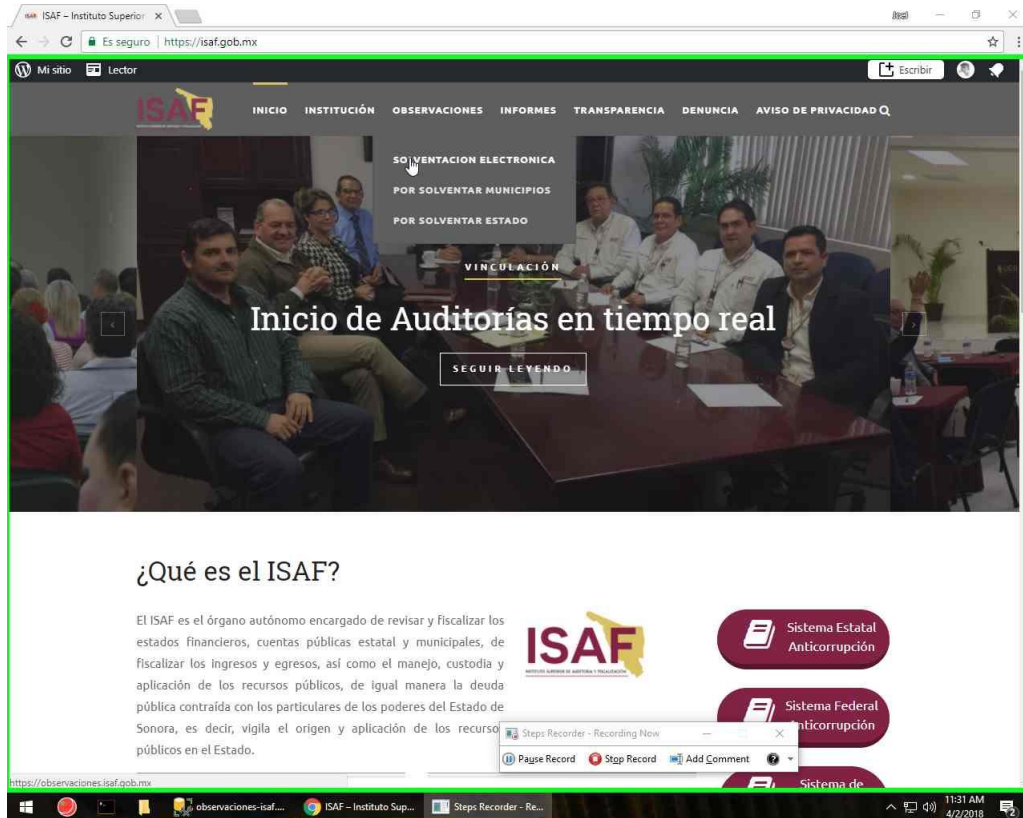 ISAF – Instituto Superior
Es seguro | https://isaf.gob.mx
Mi sitio Lector Escribir
ISAF INICIO INSTITUCIÓN OBSERVACIONES INFORMES TRANSPARENCIA DENUNCIA AVISO DE PRIVACIDAD
SOLVENTACION ELECTRONICA
POR SOLVENTAR MUNICIPIOS
POR SOLVENTAR ESTADO
VINCULACIÓN
Inicio de Auditorías en tiempo real
SEGUIR LEYENDO
¿Qué es el ISAF?
El ISAF es el órgano autónomo encargado de revisar y fiscalizar los
estados financieros, cuentas públicas estatal y municipales, de
fiscalizar los ingresos y egresos, así como el manejo, custodia y
aplicación de los recursos públicos, de igual manera la deuda
pública contraída con los particulares de los poderes del Estado de
Sonora, es decir, vigila el origen y aplicación de los recursos
públicos en el Estado.
ISAF
INSTITUTO SUPERIOR DE AUDITORIA Y FISCALIZACION
Sistema Estatal
Anticorrupción
Sistema Federal
Anticorrupción
Sistema de
Steps Recorder - Recording Now
Pause Record Stop Record Add Comment
https://observaciones.isaf.gob.mx
observaciones-isaf.... ISAF – Instituto Sup... Steps Recorder - Re...
11:31 AM
4/2/2018
2